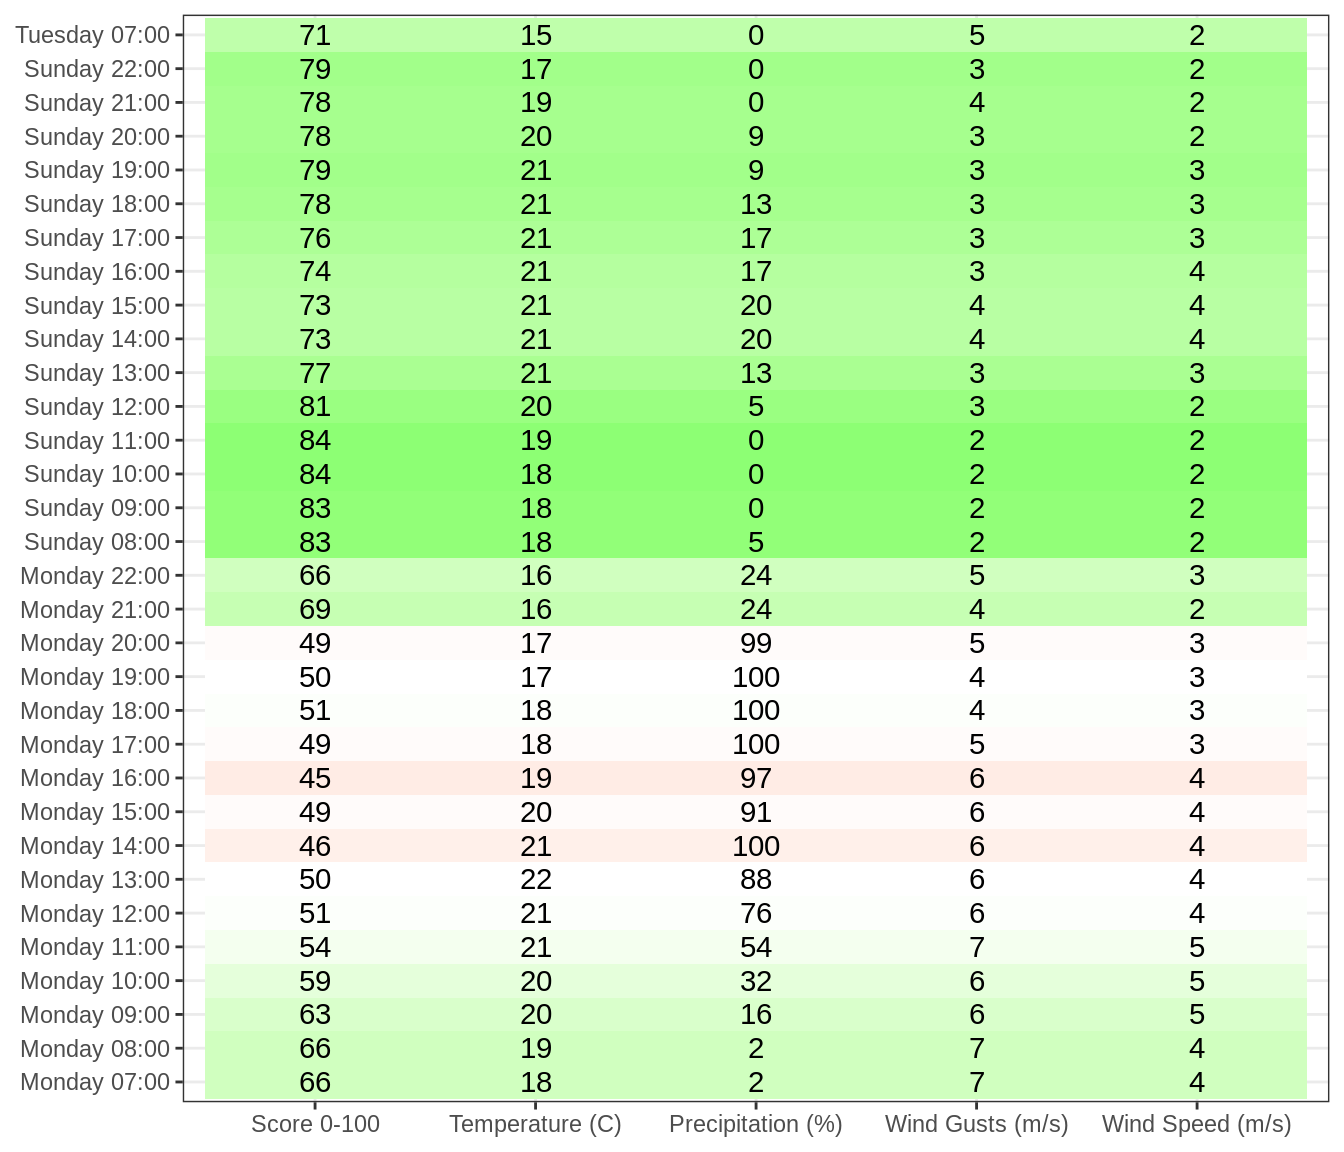 Tuesday 07:00 71 15 0 5 2
Sunday 22:00 79 17 0 3 2
Sunday 21:00 78 19 0 4 2
Sunday 20:00 78 20 9 3 2
Sunday 19:00 79 21 9 3 3
Sunday 18:00 78 21 13 3 3
Sunday 17:00 76 21 17 3 3
Sunday 16:00 74 21 17 3 4
Sunday 15:00 73 21 20 4 4
Sunday 14:00 73 21 20 4 4
Sunday 13:00 77 21 13 3 3
Sunday 12:00 81 20 5 3 2
Sunday 11:00 84 19 0 2 2
Sunday 10:00 84 18 0 2 2
Sunday 09:00 83 18 0 2 2
Sunday 08:00 83 18 5 2 2
Monday 22:00 66 16 24 5 3
Monday 21:00 69 16 24 4 2
Monday 20:00 49 17 99 5 3
Monday 19:00 50 17 100 4 3
Monday 18:00 51 18 100 4 3
Monday 17:00 49 18 100 5 3
Monday 16:00 45 19 97 6 4
Monday 15:00 49 20 91 6 4
Monday 14:00 46 21 100 6 4
Monday 13:00 50 22 88 6 4
Monday 12:00 51 21 76 6 4
Monday 11:00 54 21 54 7 5
Monday 10:00 59 20 32 6 5
Monday 09:00 63 20 16 6 5
Monday 08:00 66 19 2 7 4
Monday 07:00 66 18 2 7 4
Score 0-100 Temperature (C) Precipitation (%) Wind Gusts (m/s) Wind Speed (m/s)